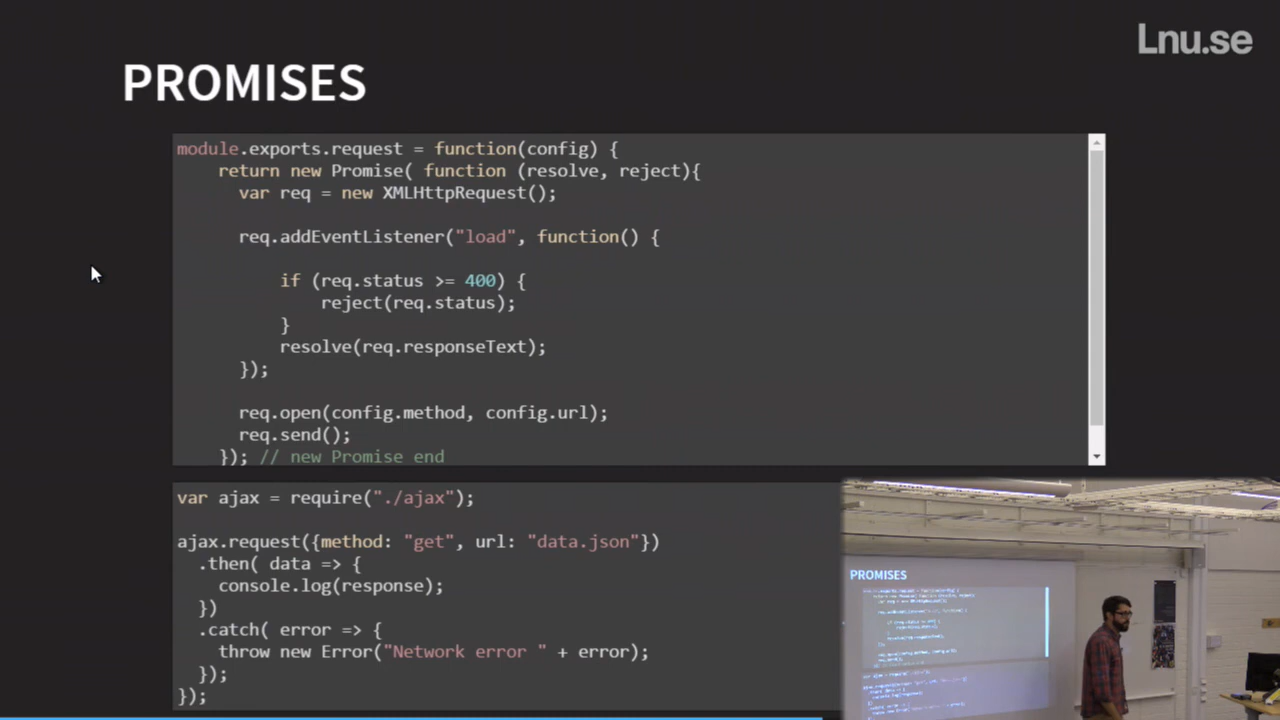 Lnu.se
PROMISES
module.exports.request = function(config) {
return new Promise( function (resolve, reject){
var req = new XMLHttpRequest();
req.addEventListener("load", function() {
if (req.status >= 400) {
reject(req.status);
}
resolve(req.responseText);
});
req.open(config.method, config.url);
req.send();
}); // new Promise end
var ajax = require("./ajax");
ajax.request({method: "get", url: "data.json"})
.then( data => {
console.log(response);
})
.catch( error => {
throw new Error("Network error " + error);
});
});
PROMISES